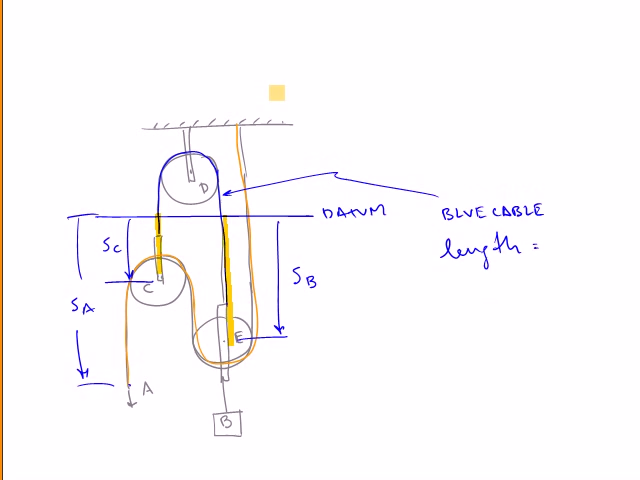 D
DATUM
BLUE CABLE
length =
Sc
SB
C
SA
E
A
B